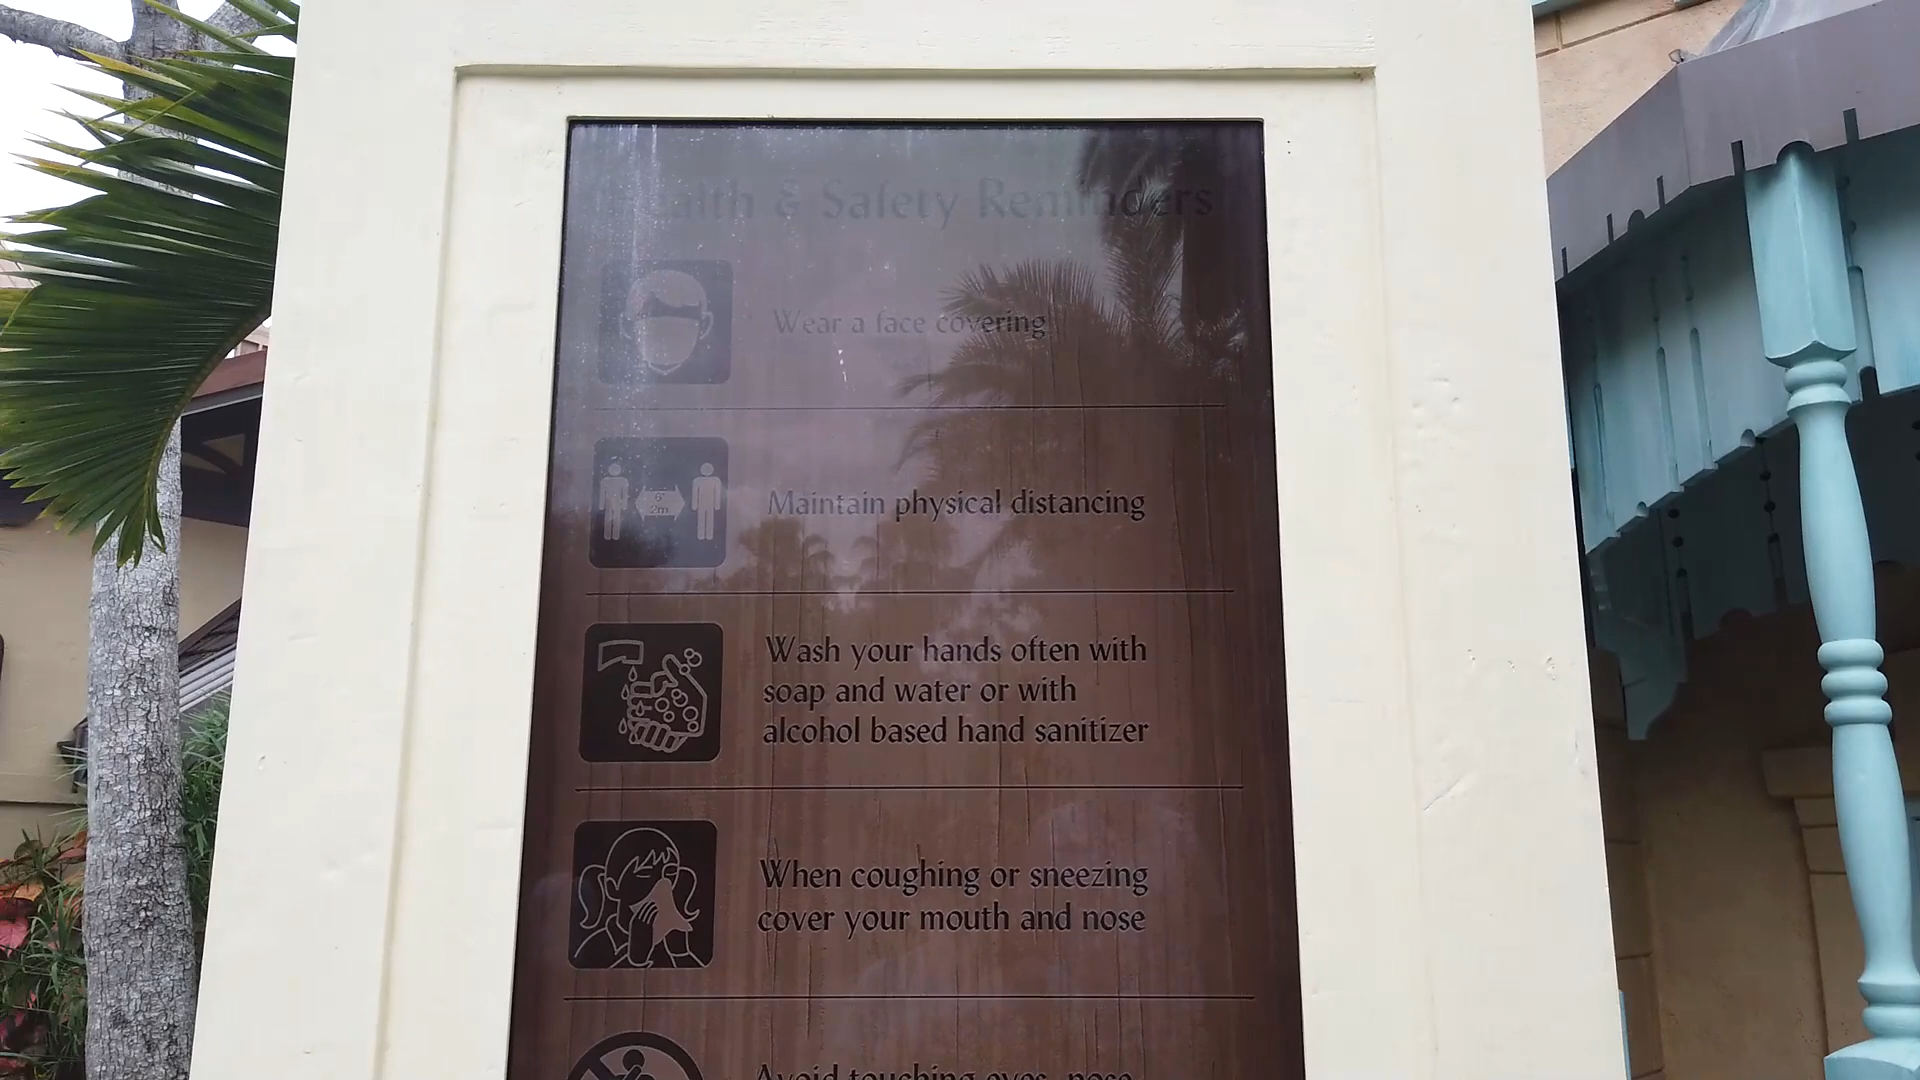 Health & Safety Reminders
Wear a face covering
6'
2m
Maintain physical distancing
Wash your hands often with
soap and water or with
alcohol based hand sanitizer
When coughing or sneezing
cover your mouth and nose
Avoid touching eyes, nose